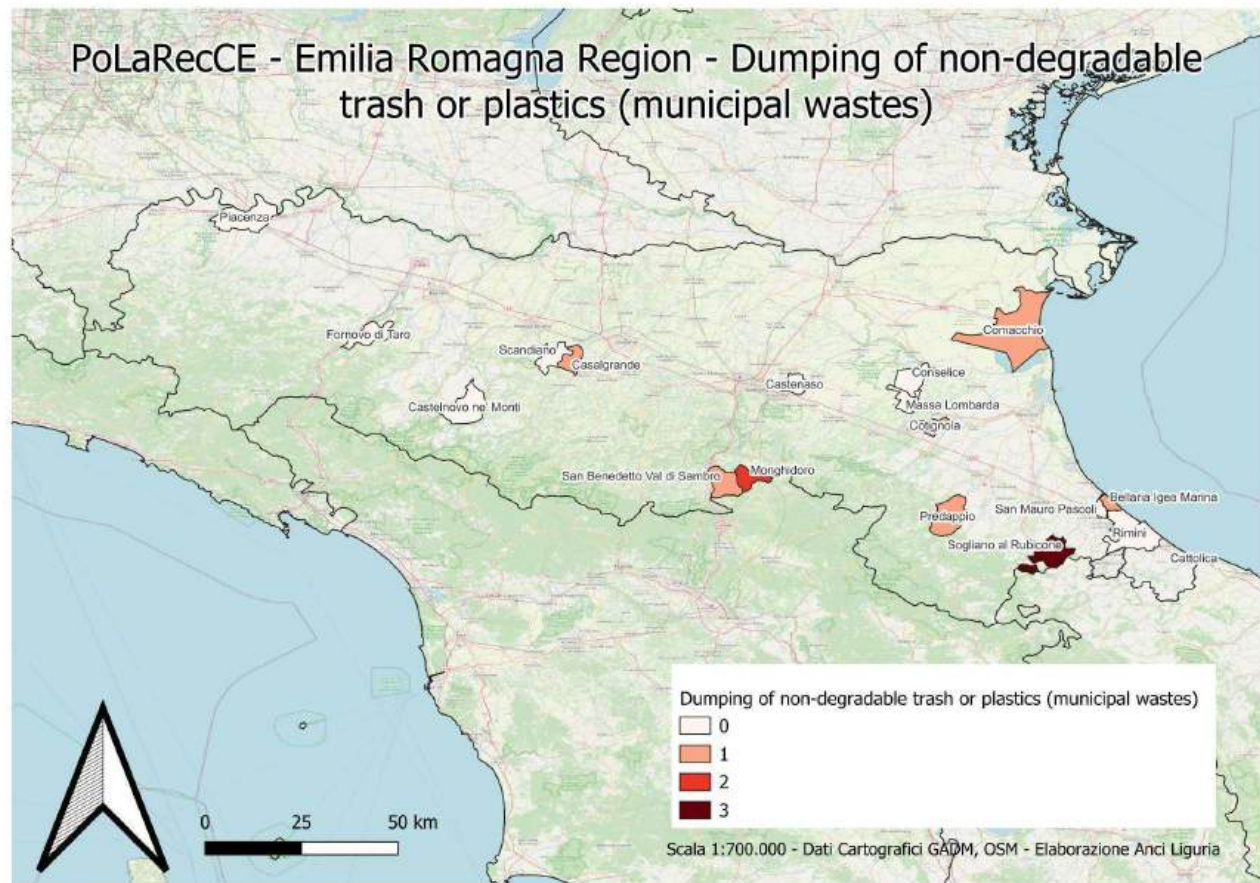 PoLaRecCE - Emilia Romagna Region - Dumping of non-degradable
trash or plastics (municipal wastes)
Piacenza
Fornovo di Taro
Scandiano
Casalgrande
Castelnovo ne' Monti
Comacchio
Castenaso
Conselice
Massa Lombarda
Cotignola
San Benedetto Val di Sambro
Monghidoro
Bellaria Igea Marina
San Mauro Pascoli
Predappio
Rimini
Sogliano al Rubicone
Cattolica
Dumping of non-degradable trash or plastics (municipal wastes)
0
1
2
3
0 25 50 km
Scala 1:700.000 - Dati Cartografici GADM, OSM - Elaborazione Anci Liguria